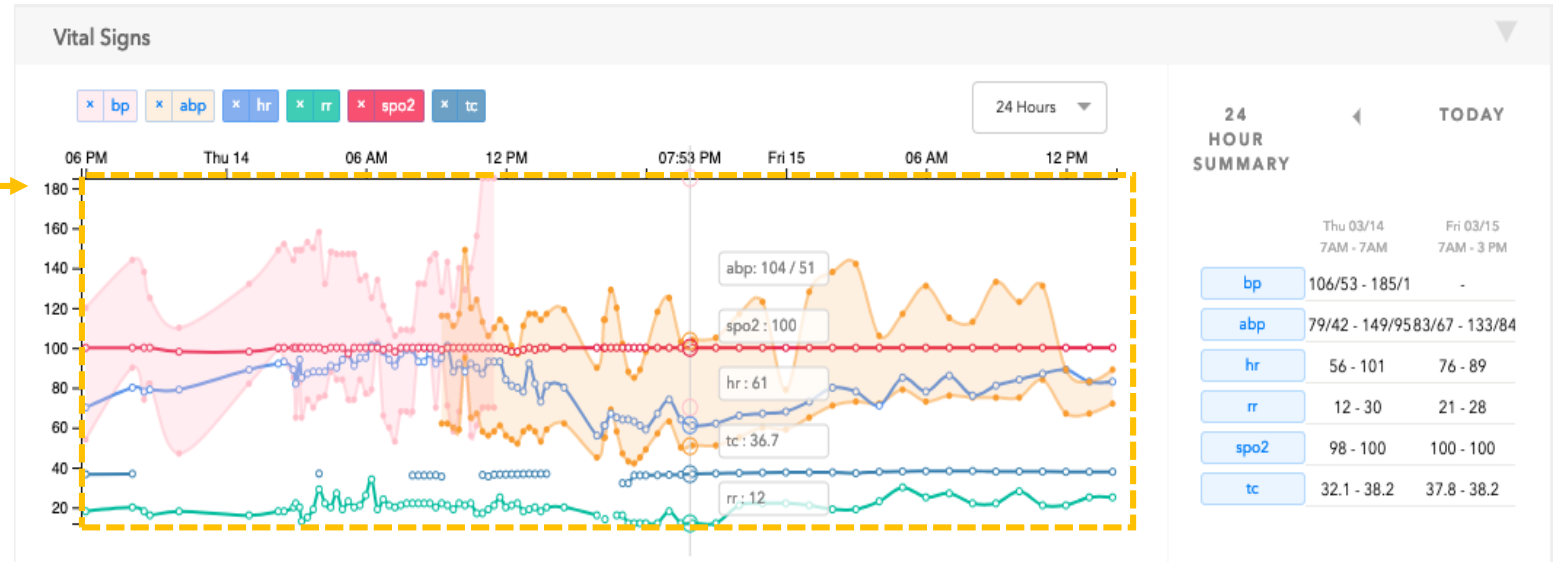 Vital Signs
× bp × abp × hr × rr × spo2 × tc
24 Hours
06 PM Thu 14 06 AM 12 PM 07:53 PM Fri 15 06 AM 12 PM
180
160
140
120
100
80
60
40
20
abp: 104 / 51
spo2 : 100
hr : 61
tc : 36.7
rr : 12
24 HOUR SUMMARY
TODAY
Thu 03/14 Fri 03/15
7AM - 7AM 7AM - 3 PM
bp 106/53 - 185/1 -
abp 79/42 - 149/95 83/67 - 133/84
hr 56 - 101 76 - 89
rr 12 - 30 21 - 28
spo2 98 - 100 100 - 100
tc 32.1 - 38.2 37.8 - 38.2